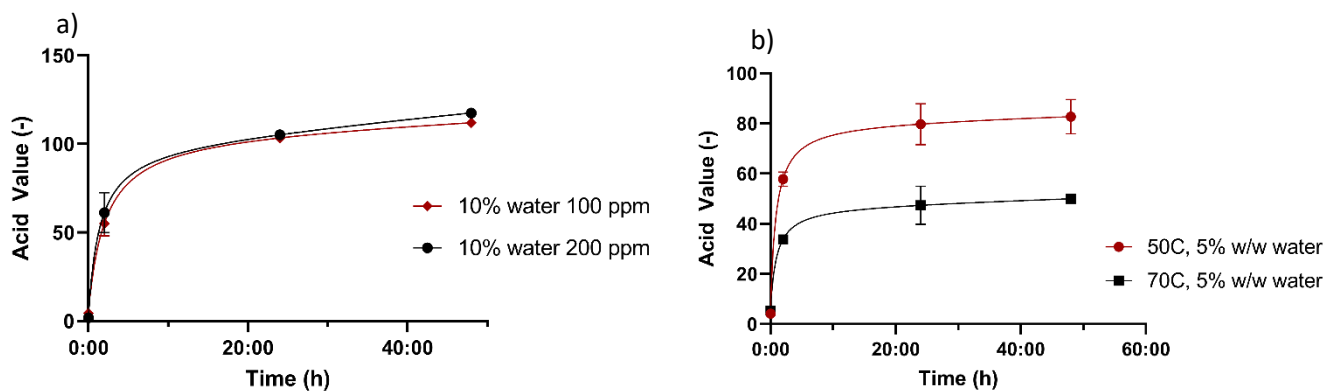 a)
150
100
50
0
Acid Value (-)
0:00
20:00
40:00
Time (h)
10% water 100 ppm
10% water 200 ppm
b)
100
80
60
40
20
0
Acid Value (-)
0:00
20:00
40:00
60:00
Time (h)
50C, 5% w/w water
70C, 5% w/w water